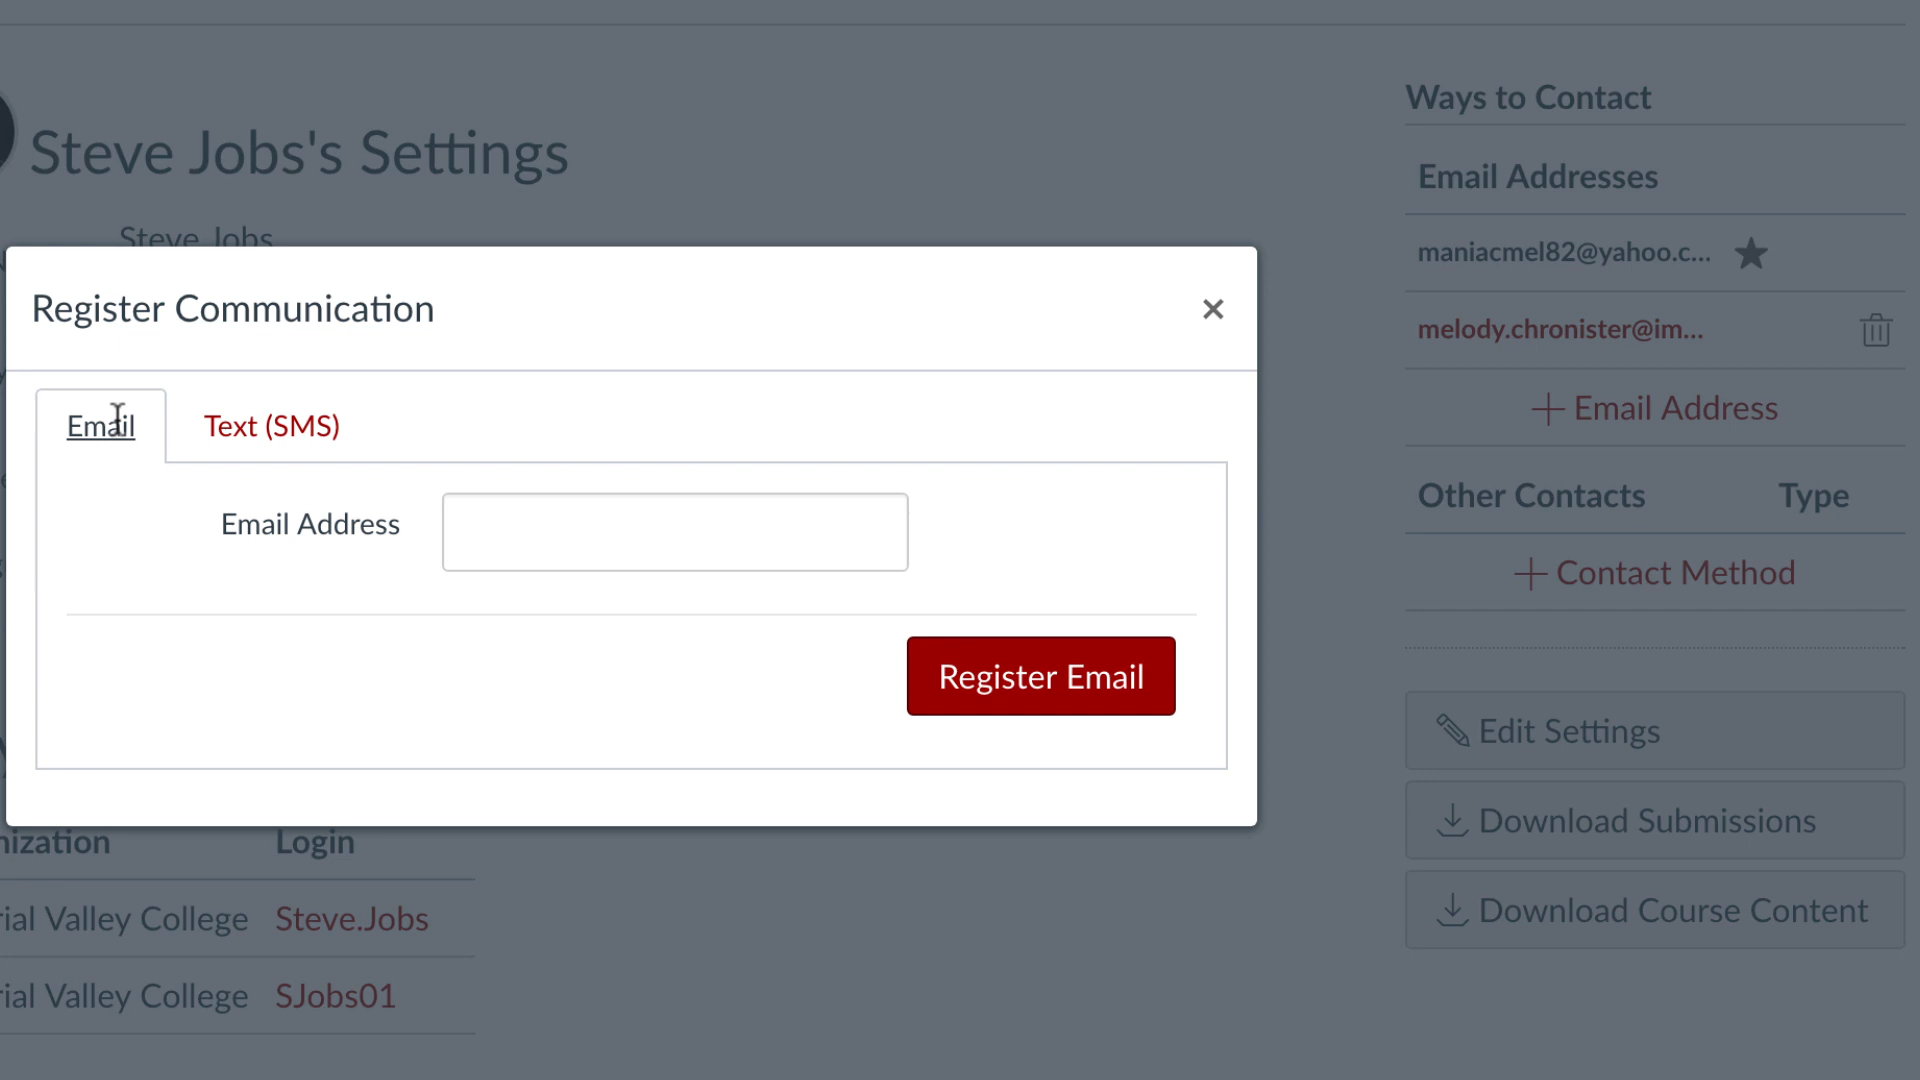 Steve Jobs's Settings
Steve Jobs
Register Communication
Email
Text (SMS)
Email Address
Register Email
nization
Login
rial Valley College
Steve.Jobs
rial Valley College
SJobs01
Ways to Contact
Email Addresses
maniacmel82@yahoo.c...
melody.chronister@im...
Email Address
Other Contacts
Type
Contact Method
Edit Settings
Download Submissions
Download Course Content